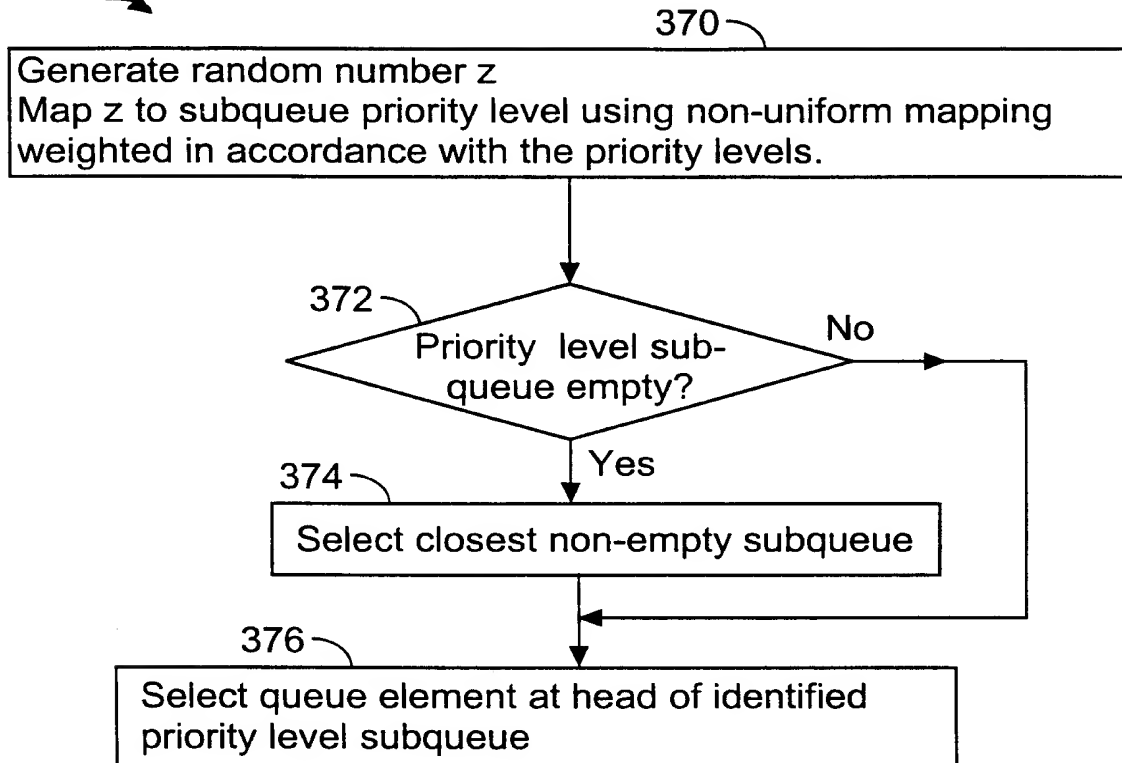 370
Generate random number z
Map z to subqueue priority level using non-uniform mapping
weighted in accordance with the priority levels.
372
No
Priority level sub-
queue empty?
Yes
374
Select closest non-empty subqueue
376
Select queue element at head of identified
priority level subqueue